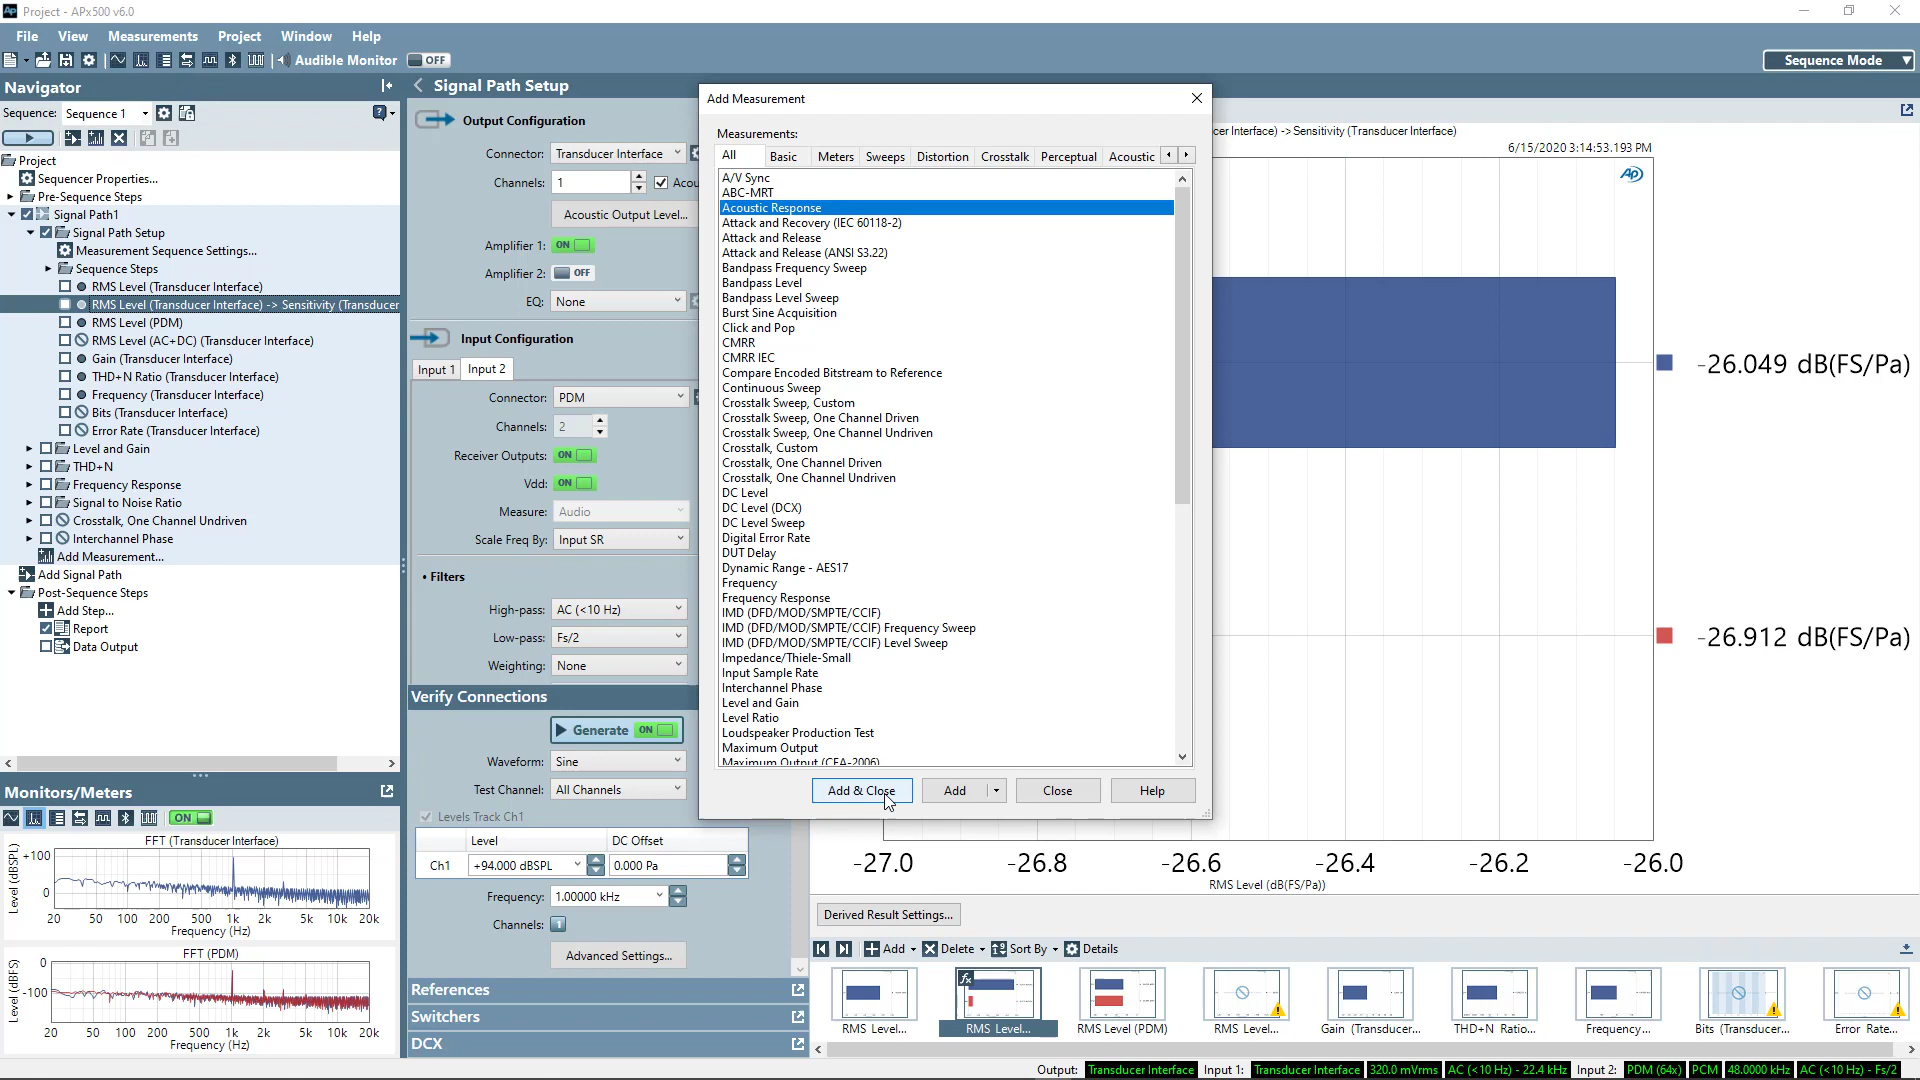 Project - APx500 v6.0
File View Measurements Project Window Help
Audible Monitor OFF
Sequence Mode
Navigator
Sequence: Sequence 1
Project
Sequencer Properties...
Pre-Sequence Steps
Signal Path1
Signal Path Setup
Measurement Sequence Settings...
Sequence Steps
RMS Level (Transducer Interface)
RMS Level (Transducer Interface) -> Sensitivity (Transducer
RMS Level (PDM)
RMS Level (AC+DC) (Transducer Interface)
Gain (Transducer Interface)
THD+N Ratio (Transducer Interface)
Frequency (Transducer Interface)
Bits (Transducer Interface)
Error Rate (Transducer Interface)
Level and Gain
THD+N
Frequency Response
Signal to Noise Ratio
Crosstalk, One Channel Undriven
Interchannel Phase
Add Measurement...
Add Signal Path
Post-Sequence Steps
Add Step...
Report
Data Output
Monitors/Meters
ON
FFT (Transducer Interface)
Level (dBSPL)
+100
0
20 50 100 200 500 1k 2k 5k 10k 20k
Frequency (Hz)
FFT (PDM)
Level (dBFS)
0
-100
20 50 100 200 500 1k 2k 5k 10k 20k
Frequency (Hz)
Signal Path Setup
Output Configuration
Connector: Transducer Interface
Channels: 1 Acou
Acoustic Output Level...
Amplifier 1: ON
Amplifier 2: OFF
EQ: None
Input Configuration
Input 1 Input 2
Connector: PDM
Channels: 2
Receiver Outputs: ON
Vdd: ON
Measure: Audio
Scale Freq By: Input SR
• Filters
High-pass: AC (<10 Hz)
Low-pass: Fs/2
Weighting: None
Verify Connections
Generate ON
Waveform: Sine
Test Channel: All Channels
Levels Track Ch1
Level DC Offset
Ch1 +94.000 dBSPL 0.000 Pa
Frequency: 1.00000 kHz
Channels: 1
Advanced Settings...
References
Switchers
DCX
Add Measurement
Measurements:
All Basic Meters Sweeps Distortion Crosstalk Perceptual Acoustic
A/V Sync
ABC-MRT
Acoustic Response
Attack and Recovery (IEC 60118-2)
Attack and Release
Attack and Release (ANSI S3.22)
Bandpass Frequency Sweep
Bandpass Level
Bandpass Level Sweep
Burst Sine Acquisition
Click and Pop
CMRR
CMRR IEC
Compare Encoded Bitstream to Reference
Continuous Sweep
Crosstalk Sweep, Custom
Crosstalk Sweep, One Channel Driven
Crosstalk Sweep, One Channel Undriven
Crosstalk, Custom
Crosstalk, One Channel Driven
Crosstalk, One Channel Undriven
DC Level
DC Level (DCX)
DC Level Sweep
Digital Error Rate
DUT Delay
Dynamic Range - AES17
Frequency
Frequency Response
IMD (DFD/MOD/SMPTE/CCIF)
IMD (DFD/MOD/SMPTE/CCIF) Frequency Sweep
IMD (DFD/MOD/SMPTE/CCIF) Level Sweep
Impedance/Thiele-Small
Input Sample Rate
Interchannel Phase
Level and Gain
Level Ratio
Loudspeaker Production Test
Maximum Output
Maximum Output (CEA-2006)
Add & Close Add Close Help
cer Interface) -> Sensitivity (Transducer Interface)
6/15/2020 3:14:53.193 PM
AP
-26.049 dB(FS/Pa)
-26.912 dB(FS/Pa)
-27.0 -26.8 -26.6 -26.4 -26.2 -26.0
RMS Level (dB(FS/Pa))
Derived Result Settings...
Add Delete Sort By Details
RMS Level... RMS Level... RMS Level (PDM) RMS Level... Gain (Transducer... THD+N Ratio... Frequency... Bits (Transducer... Error Rate...
Output: Transducer Interface Input 1: Transducer Interface 320.0 mVrms AC (<10 Hz) - 22.4 kHz Input 2: PDM (64x) PCM 48.0000 kHz AC (<10 Hz) - Fs/2